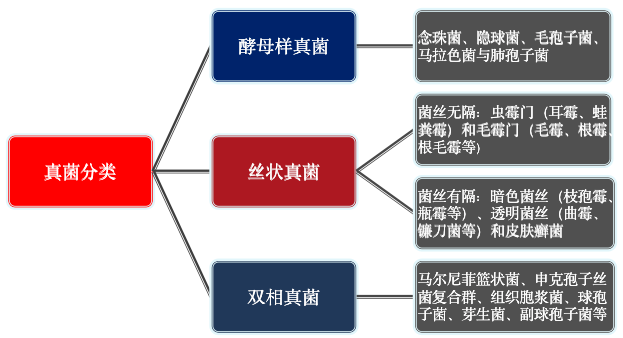 真菌分类
酵母样真菌
念珠菌、隐球菌、毛孢子菌、
马拉色菌与肺孢子菌
丝状真菌
菌丝无隔：虫霉门（耳霉、蛙
粪霉）和毛霉门（毛霉、根霉、
根毛霉等）
菌丝有隔：暗色菌丝（枝孢霉、
瓶霉等）、透明菌丝（曲霉、
镰刀菌等）和皮肤癣菌
双相真菌
马尔尼菲篮状菌、申克孢子丝
菌复合群、组织胞浆菌、球孢
子菌、芽生菌、副球孢子菌等